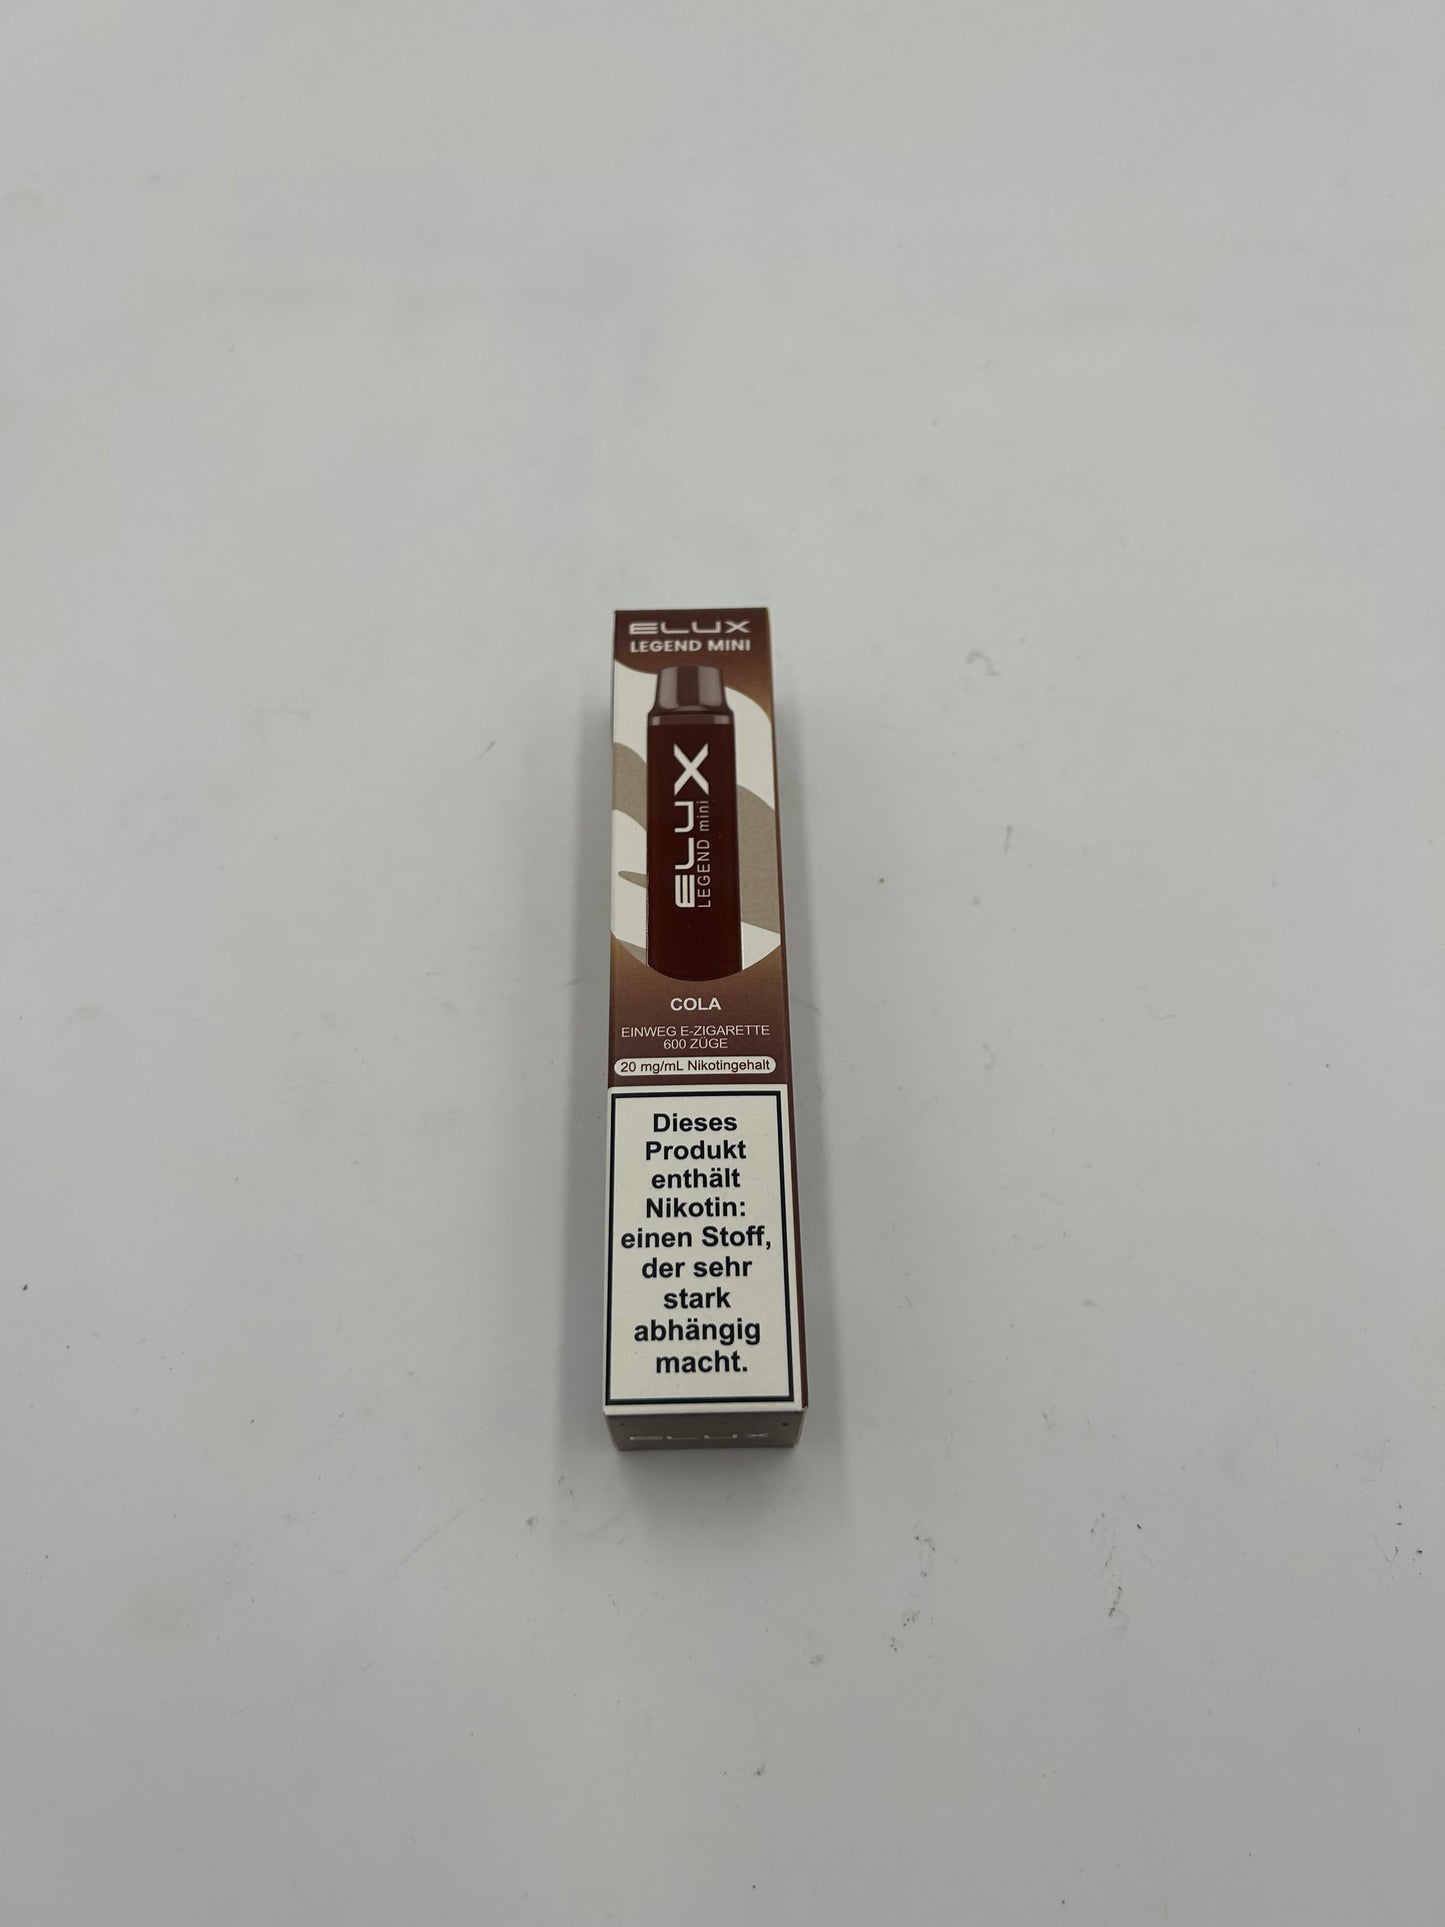 ELUX
LEGEND MINI
ELUX
LEGEND mini
COLA
EINWEG E-ZIGARETTE
600 ZÜGE
20 mg/mL Nikotingehalt
Dieses
Produkt
enthält
Nikotin:
einen Stoff,
der sehr
stark
abhängig
macht.
ELUX